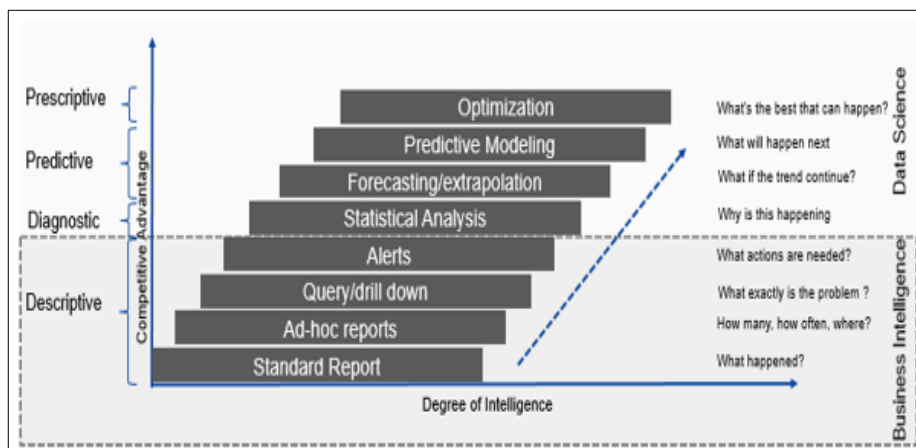 Prescriptive
Optimization
What's the best that can happen?
Predictive
Predictive Modeling
What will happen next
Forecasting/extrapolation
What if the trend continue?
Diagnostic
Statistical Analysis
Why is this happening
Descriptive
Alerts
What actions are needed?
Query/drill down
What exactly is the problem ?
Ad-hoc reports
How many, how often, where?
Standard Report
What happened?
Competitive Advantage
Degree of Intelligence
Data Science
Business Intelligence